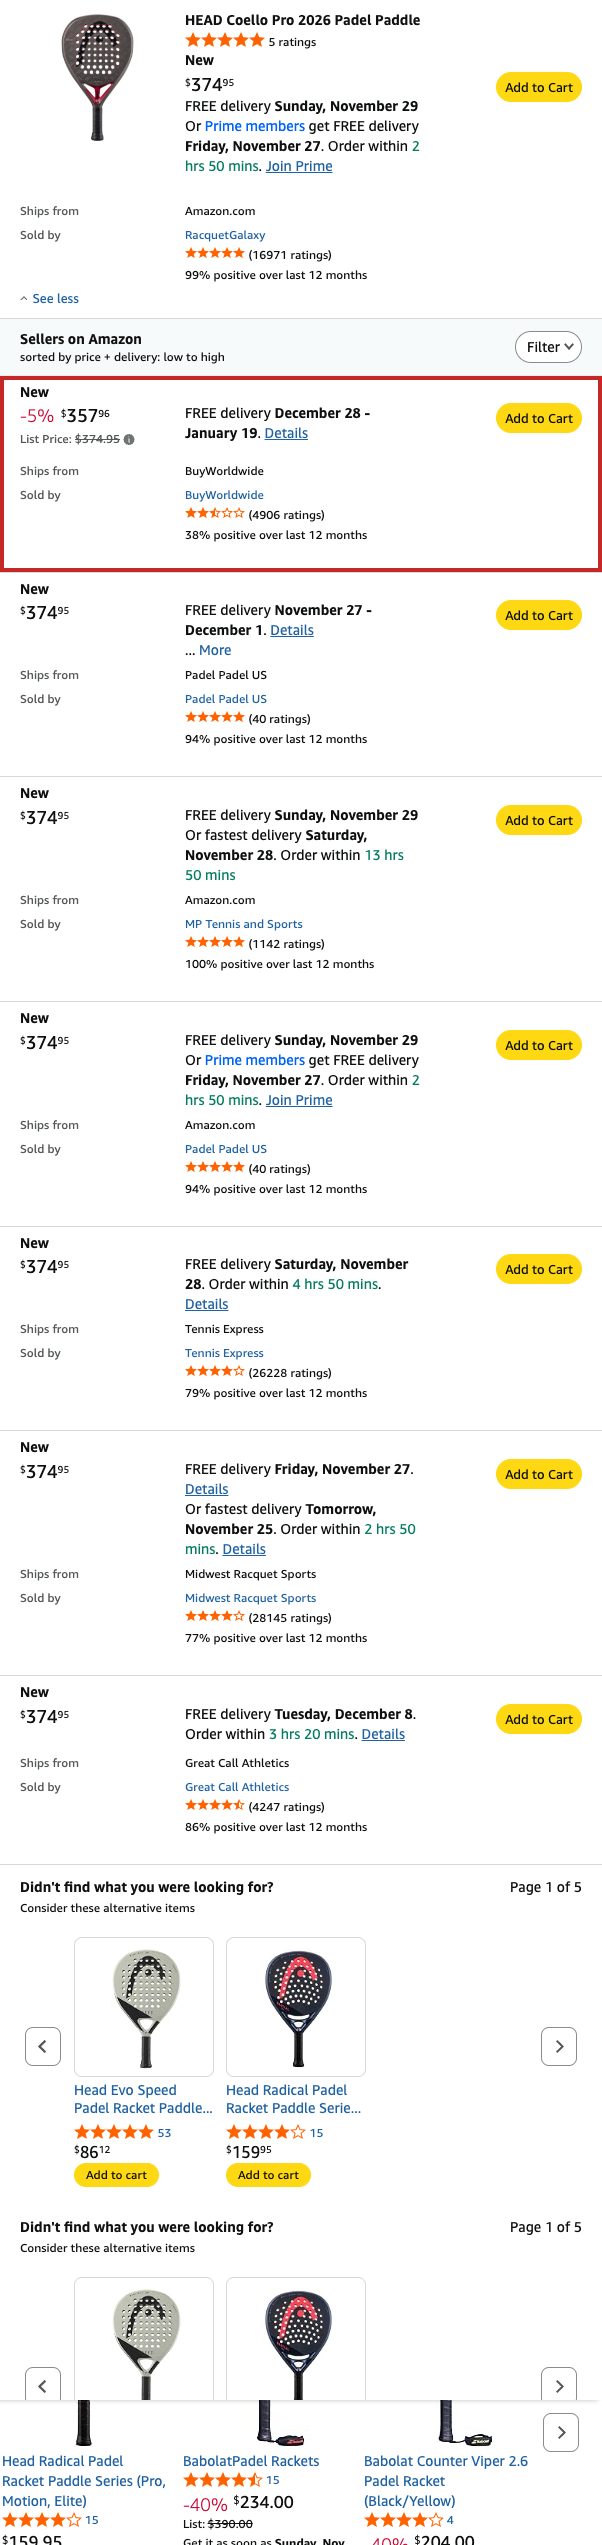 HEAD Coello Pro 2026 Padel Paddle
5 ratings
New
$374.95
FREE delivery Sunday, November 29
Or Prime members get FREE delivery
Friday, November 27. Order within 2
hrs 50 mins. Join Prime
Ships from Amazon.com
Sold by RacquetGalaxy
(16971 ratings)
99% positive over last 12 months
See less
Sellers on Amazon
sorted by price + delivery: low to high
Filter
Add to Cart
New
-5% $357.96
List Price: $374.95
FREE delivery December 28 -
January 19. Details
Add to Cart
Ships from BuyWorldwide
Sold by BuyWorldwide
(4906 ratings)
38% positive over last 12 months
New
$374.95
FREE delivery November 27 -
December 1. Details
... More
Add to Cart
Ships from Padel Padel US
Sold by Padel Padel US
(40 ratings)
94% positive over last 12 months
New
$374.95
FREE delivery Sunday, November 29
Or fastest delivery Saturday,
November 28. Order within 13 hrs
50 mins
Add to Cart
Ships from Amazon.com
Sold by MP Tennis and Sports
(1142 ratings)
100% positive over last 12 months
New
$374.95
FREE delivery Sunday, November 29
Or Prime members get FREE delivery
Friday, November 27. Order within 2
hrs 50 mins. Join Prime
Add to Cart
Ships from Amazon.com
Sold by Padel Padel US
(40 ratings)
94% positive over last 12 months
New
$374.95
FREE delivery Saturday, November
28. Order within 4 hrs 50 mins.
Details
Add to Cart
Ships from Tennis Express
Sold by Tennis Express
(26228 ratings)
79% positive over last 12 months
New
$374.95
FREE delivery Friday, November 27.
Details
Or fastest delivery Tomorrow,
November 25. Order within 2 hrs 50
mins. Details
Add to Cart
Ships from Midwest Racquet Sports
Sold by Midwest Racquet Sports
(28145 ratings)
77% positive over last 12 months
New
$374.95
FREE delivery Tuesday, December 8.
Order within 3 hrs 20 mins. Details
Add to Cart
Ships from Great Call Athletics
Sold by Great Call Athletics
(4247 ratings)
86% positive over last 12 months
Didn't find what you were looking for?
Page 1 of 5
Consider these alternative items
Head Evo Speed
Padel Racket Paddle...
53
$86.12
Add to cart
Head Radical Padel
Racket Paddle Serie...
15
$159.95
Add to cart
Didn't find what you were looking for?
Page 1 of 5
Consider these alternative items
Head Radical Padel
Racket Paddle Series (Pro,
Motion, Elite)
15
$159.95
BabolatPadel Rackets
15
-40% $234.00
List: $390.00
Get it as soon as Sunday, Nov
Babolat Counter Viper 2.6
Padel Racket
(Black/Yellow)
4
-40% $204.00